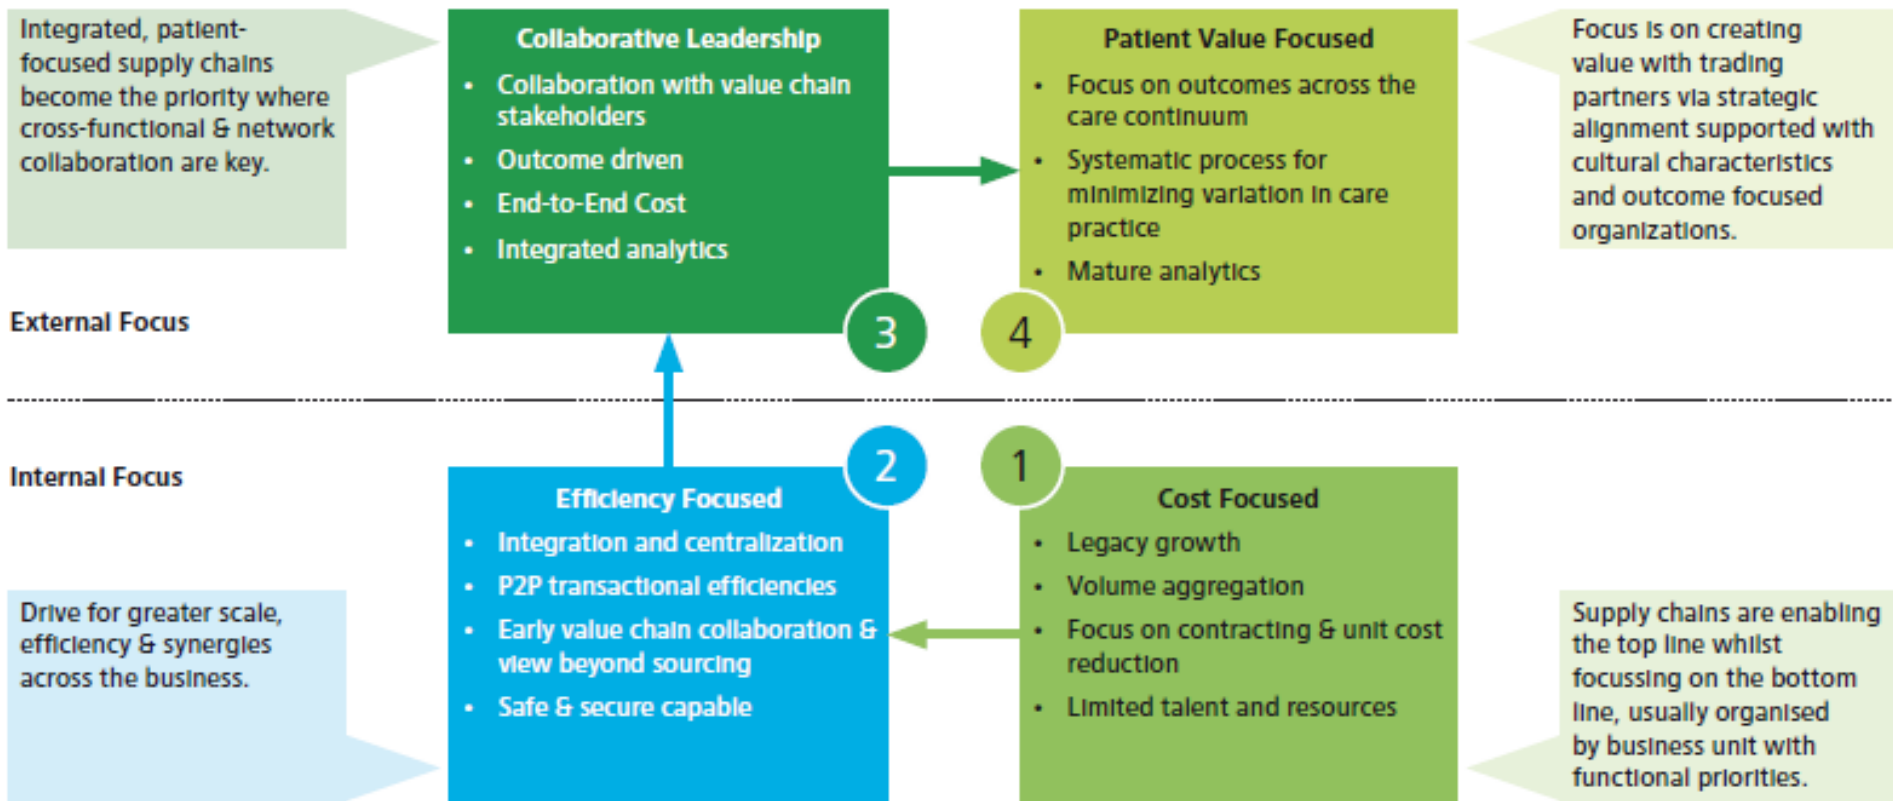 Integrated, patient-
focused supply chains
become the priority where
cross-functional & network
collaboration are key.
Collaborative Leadership
• Collaboration with value chain
stakeholders
• Outcome driven
• End-to-End Cost
• Integrated analytics
3
Patient Value Focused
• Focus on outcomes across the
care continuum
• Systematic process for
minimizing variation in care
practice
• Mature analytics
4
Focus is on creating
value with trading
partners via strategic
alignment supported with
cultural characteristics
and outcome focused
organizations.
External Focus
Internal Focus
2
Efficiency Focused
• Integration and centralization
• P2P transactional efficiencies
• Early value chain collaboration &
view beyond sourcing
• Safe & secure capable
1
Cost Focused
• Legacy growth
• Volume aggregation
• Focus on contracting & unit cost
reduction
• Limited talent and resources
Drive for greater scale,
efficiency & synergies
across the business.
Supply chains are enabling
the top line whilst
focussing on the bottom
line, usually organised
by business unit with
functional priorities.